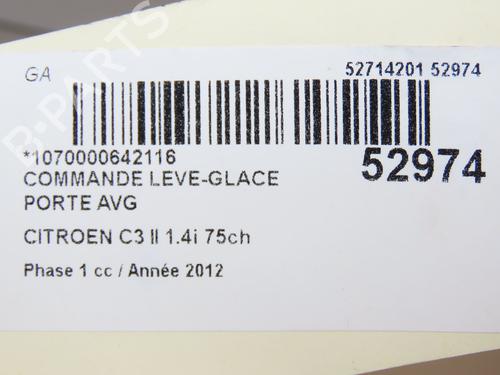 GA
52714201 52974
*1070000642116
52974
COMMANDE LEVE-GLACE
PORTE AVG
CITROEN C3 II 1.4i 75ch
Phase 1 cc / Année 2012
B-PARTS